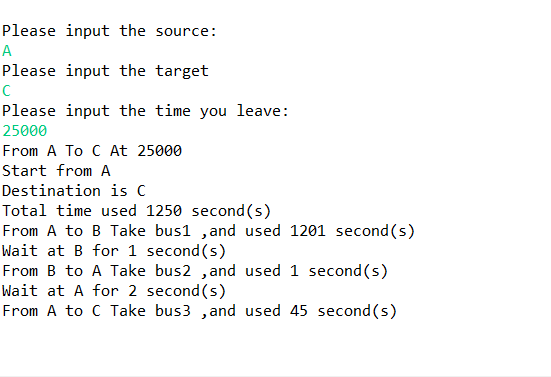 Please input the source:
A
Please input the target
C
Please input the time you leave:
25000
From A To C At 25000
Start from A
Destination is C
Total time used 1250 second(s)
From A to B Take bus1 ,and used 1201 second(s)
Wait at B for 1 second(s)
From B to A Take bus2 ,and used 1 second(s)
Wait at A for 2 second(s)
From A to C Take bus3 ,and used 45 second(s)